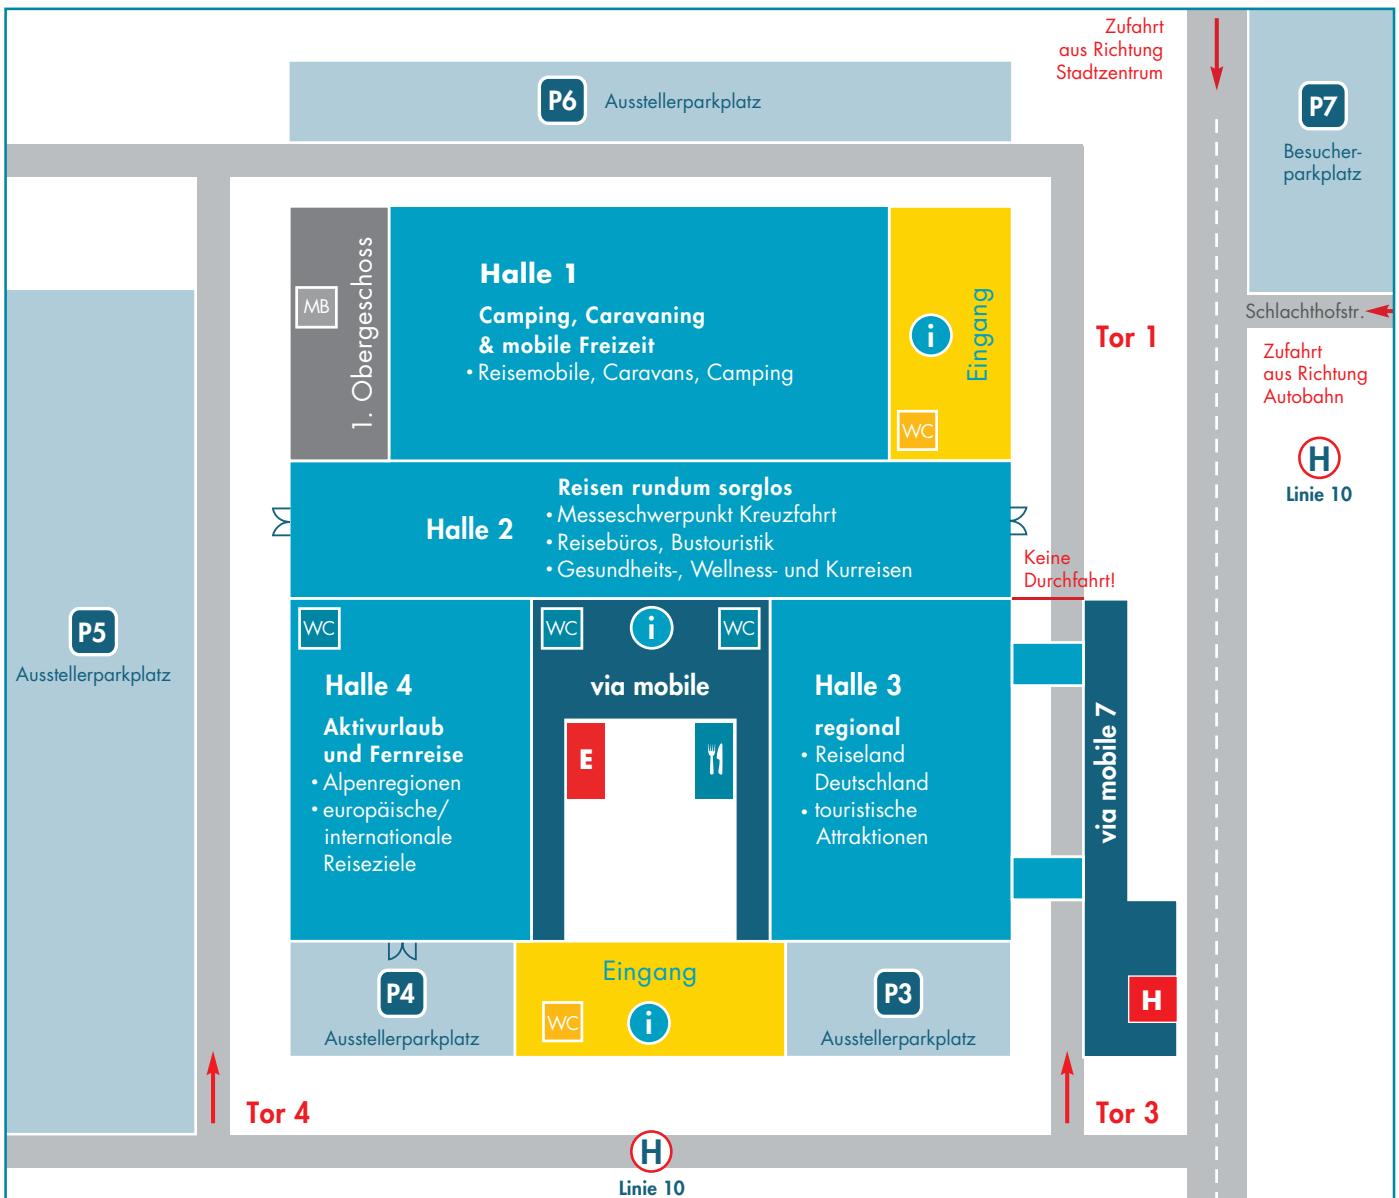 Zufahrt
aus Richtung
Stadtzentrum
P6
Ausstellerparkplatz
P7
Besucher-
parkplatz
1. Obergeschoss
MB
Halle 1
Camping, Caravaning
& mobile Freizeit
• Reisemobile, Caravans, Camping
i
Eingang
WC
Tor 1
Schlachthofstr.
Zufahrt
aus Richtung
Autobahn
H
Linie 10
Halle 2
Reisen rundum sorglos
• Messeschwerpunkt Kreuzfahrt
• Reisebüros, Bustouristik
• Gesundheits-, Wellness- und Kurreisen
Keine
Durchfahrt!
P5
Ausstellerparkplatz
WC
Halle 4
Aktivurlaub
und Fernreise
• Alpenregionen
• europäische/
internationale
Reiseziele
WC
i
WC
via mobile
E
Halle 3
regional
• Reiseland
Deutschland
• touristische
Attraktionen
via mobile 7
H
P4
Ausstellerparkplatz
Eingang
WC
i
P3
Ausstellerparkplatz
Tor 4
Tor 3
H
Linie 10